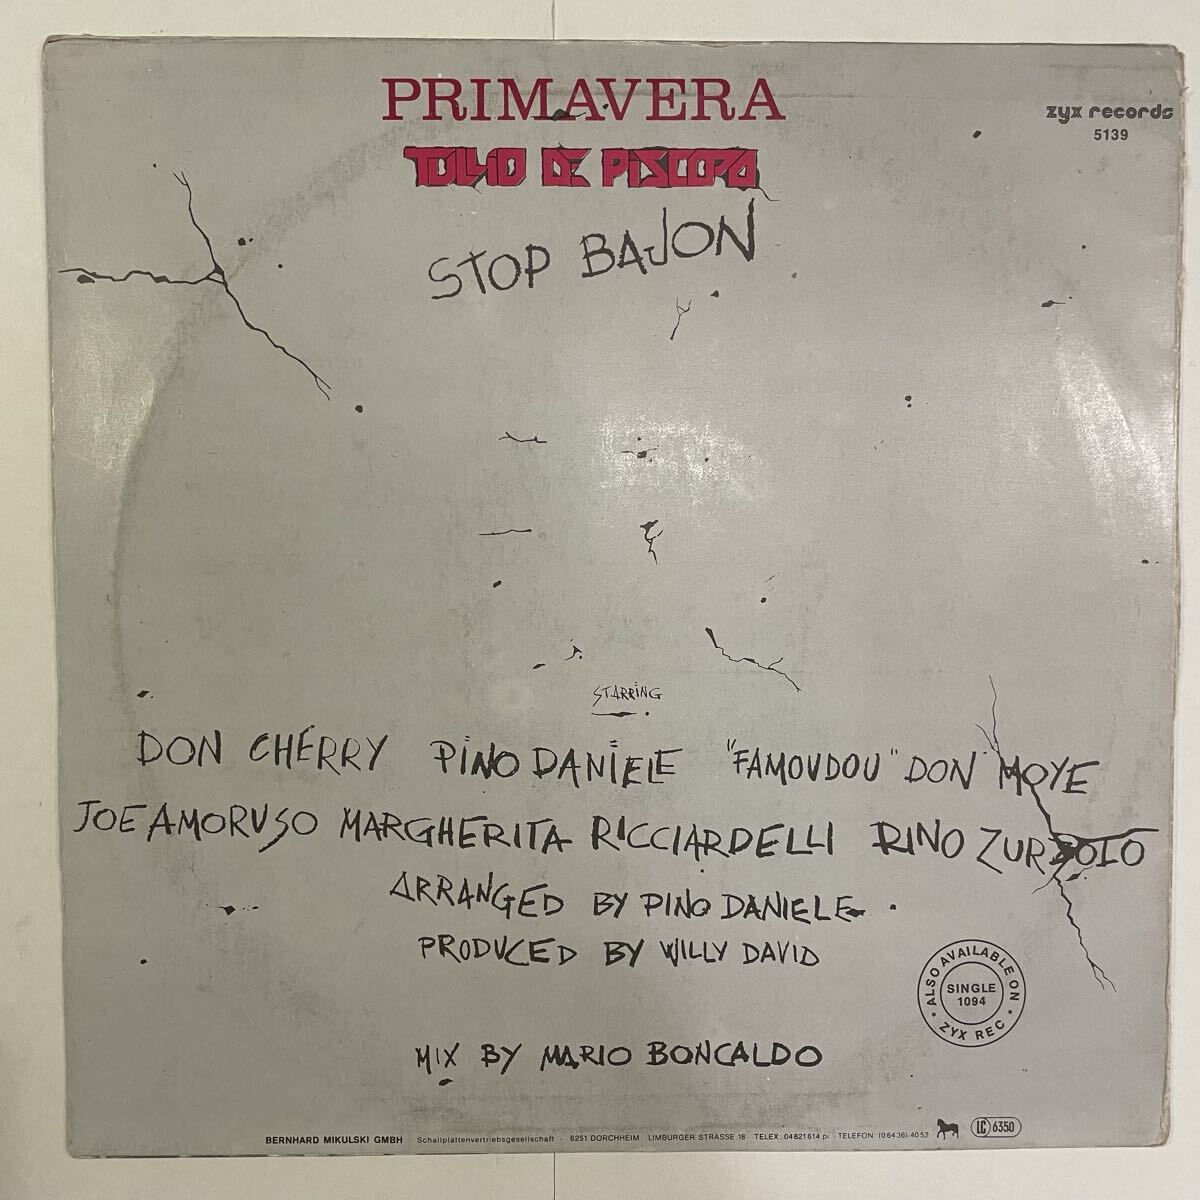 PRIMAVERA
zyx records
5139
TULLIO DE PISCOPO
STOP BAJON
STARRING
DON CHERRY PINO DANIELE "FAMOUDOU" DON MOYE
JOE AMORUSO MARGHERITA RICCIARDELLI RINO ZURZOLO
ARRANGED BY PINO DANIELE
PRODUCED BY WILLY DAVID
* ALSO AVAILABLE ON * ZYX REC
SINGLE
1094
MIX BY MARIO BONCALDO
BERNHARD MIKULSKI GMBH Schallplattenvertriebsgesellschaft · 6251 DORCHHEIM · LIMBURGER STRASSE 18 TELEX: 04821614 pi · TELEFON (06436) 4052 LC 6350